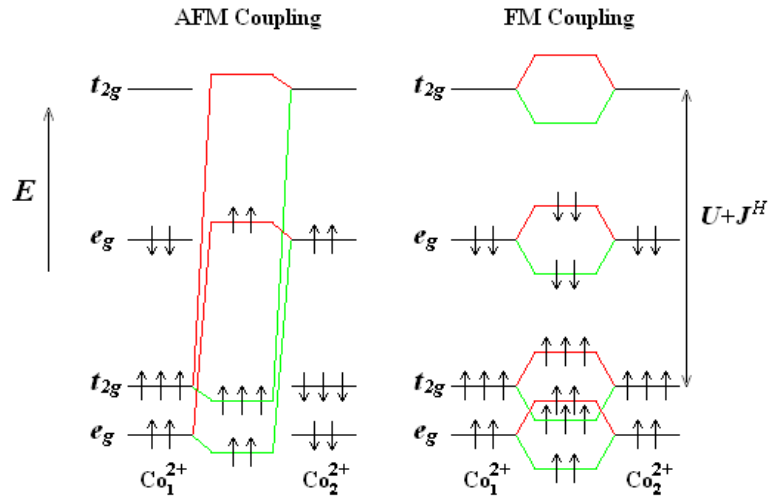 AFM Coupling
FM Coupling
t2g
t2g
E
U+J^H
eg
eg
t2g
t2g
eg
eg
Co1^2+
Co2^2+
Co1^2+
Co2^2+